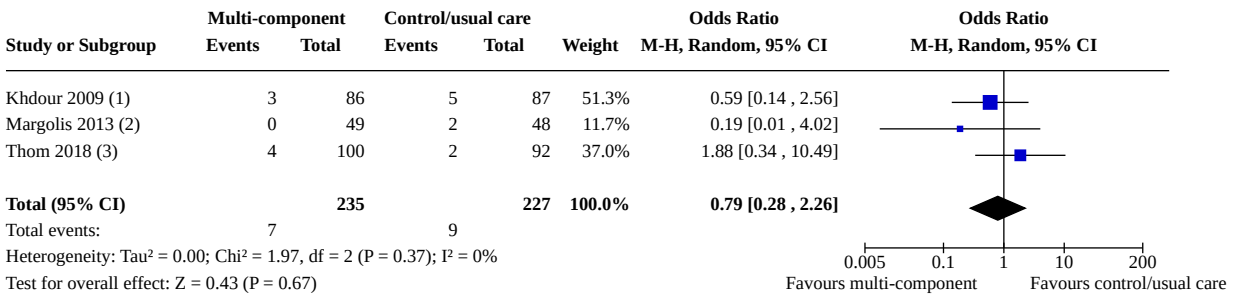 Multi-component Control/usual care Odds Ratio Odds Ratio
Study or Subgroup Events Total Events Total Weight M-H, Random, 95% CI M-H, Random, 95% CI
Khdour 2009 (1) 3 86 5 87 51.3% 0.59 [0.14 , 2.56]
Margolis 2013 (2) 0 49 2 48 11.7% 0.19 [0.01 , 4.02]
Thom 2018 (3) 4 100 2 92 37.0% 1.88 [0.34 , 10.49]
Total (95% CI) 235 227 100.0% 0.79 [0.28 , 2.26]
Total events: 7 9
Heterogeneity: Tau² = 0.00; Chi² = 1.97, df = 2 (P = 0.37); I² = 0%
0.005 0.1 1 10 200
Test for overall effect: Z = 0.43 (P = 0.67) Favours multi-component Favours control/usual care